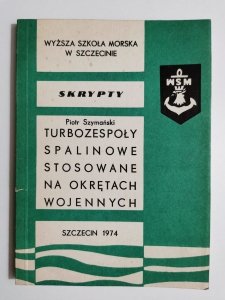 WYŻSZA SZKOŁA MORSKA
W SZCZECINIE
WSM
SKRYPTY
Piotr Szymański
TURBOZESPOŁY
SPALINOWE
STOSOWANE
NA OKRĘTACH
WOJENNYCH
SZCZECIN 1974